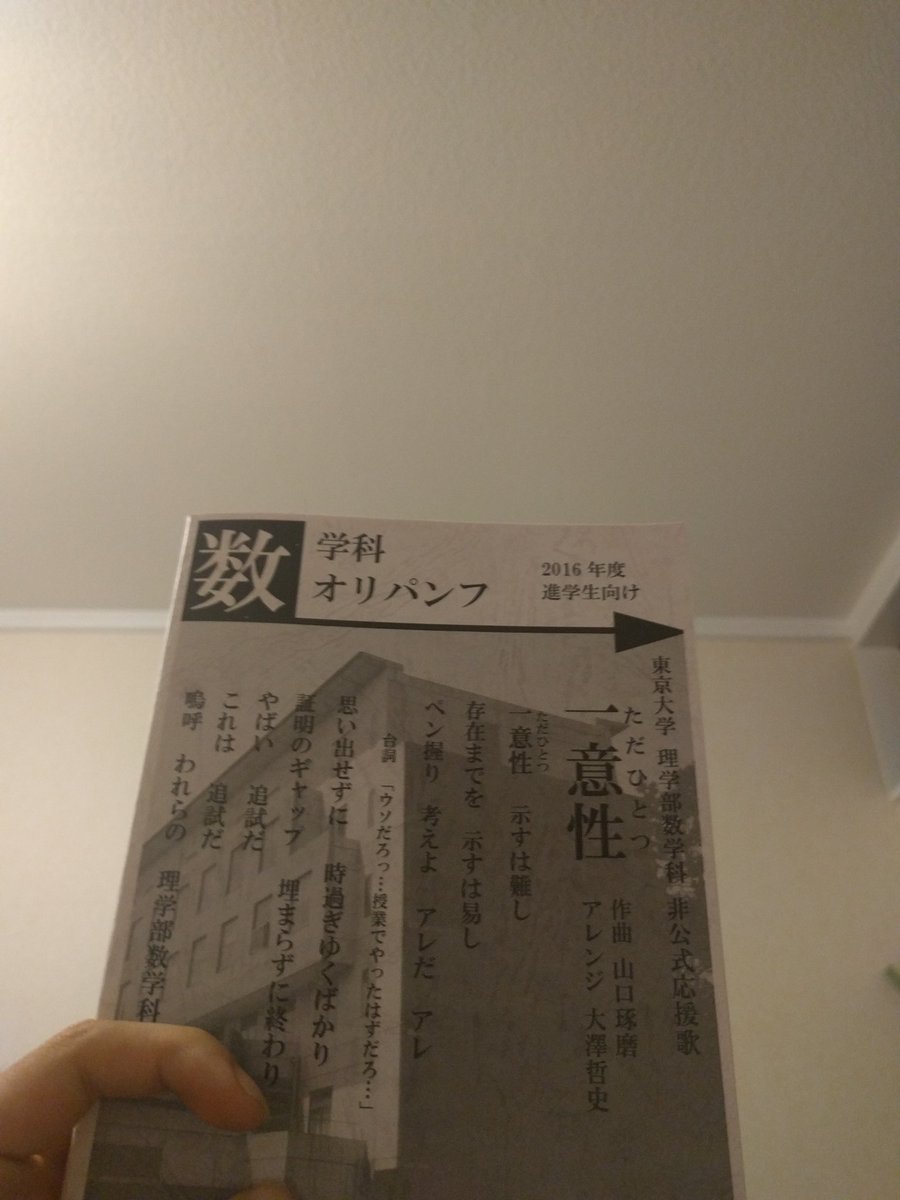 数学科
オリパンフ
2016 年度
進学生向け
東京大学 理学部数学科 非公式応援歌
ただひとつ
一意性
作曲 山口琢磨
アレンジ 大澤哲史
ただひとつ
一意性 示すは難し
存在までを 示すは易し
ペン握り 考えよ アレだ アレ
台詞 「ウソだろっ…授業でやったはずだろ…」
思い出せずに 時過ぎゆくばかり
証明のギャップ 埋まらずに終わり
やばい 追試だ
これは 追試だ
嗚呼 われらの 理学部数学科